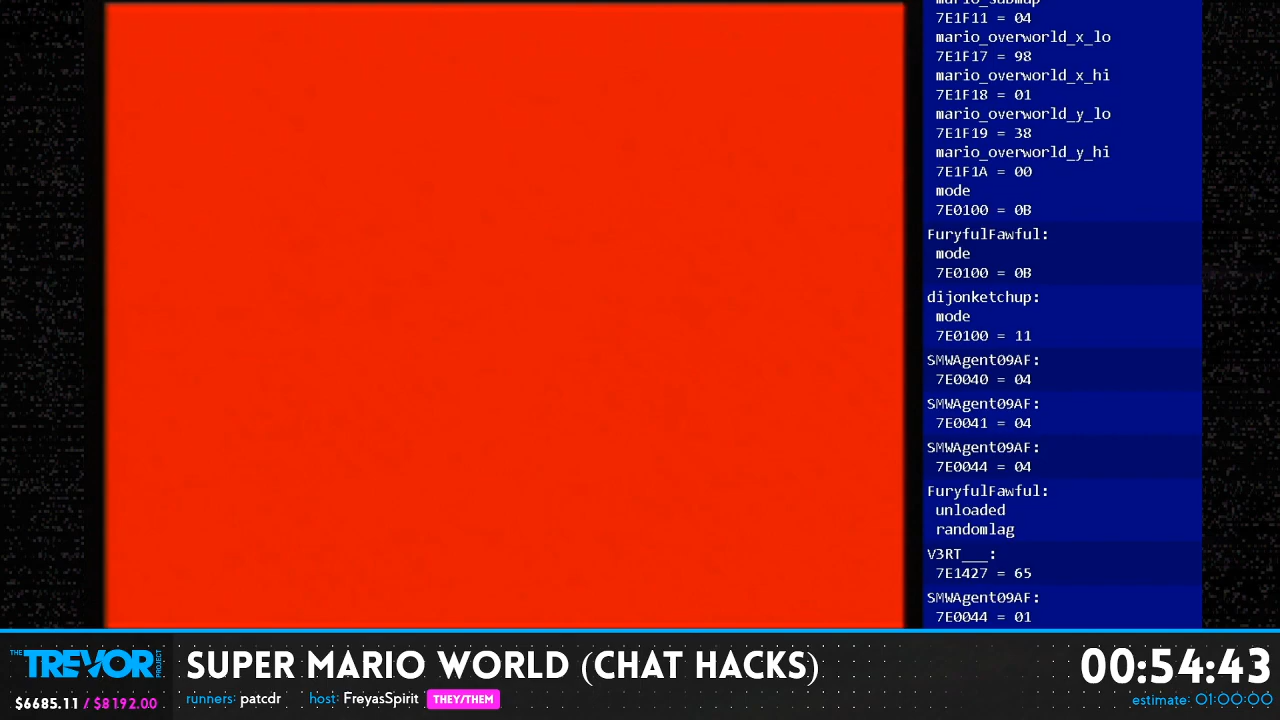 mario_submap
7E1F11 = 04
mario_overworld_x_lo
7E1F17 = 98
mario_overworld_x_hi
7E1F18 = 01
mario_overworld_y_lo
7E1F19 = 38
mario_overworld_y_hi
7E1F1A = 00
mode
7E0100 = 0B
FuryfulFawful:
mode
7E0100 = 0B
dijonketchup:
mode
7E0100 = 11
SMWAgent09AF:
7E0040 = 04
SMWAgent09AF:
7E0041 = 04
SMWAgent09AF:
7E0044 = 04
FuryfulFawful:
unloaded
randomlag
V3RT___:
7E1427 = 65
SMWAgent09AF:
7E0044 = 01
THE TREVOR PROJECT
$6685.11 / $8192.00
SUPER MARIO WORLD (CHAT HACKS)
runners: patcdr host: FreyasSpirit THEY/THEM
00:54:43
estimate: 01:00:00